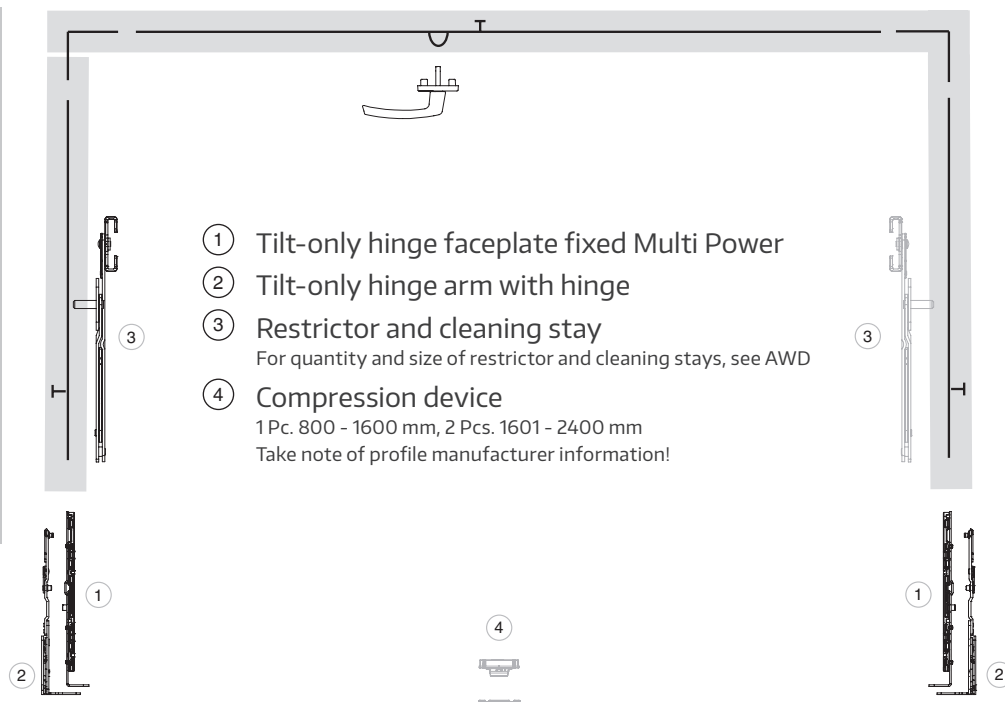 1 Tilt-only hinge faceplate fixed Multi Power
2 Tilt-only hinge arm with hinge
3 Restrictor and cleaning stay
For quantity and size of restrictor and cleaning stays, see AWD
4 Compression device
1 Pc. 800 - 1600 mm, 2 Pcs. 1601 - 2400 mm
Take note of profile manufacturer information!
3
3
1
1
4
2
2